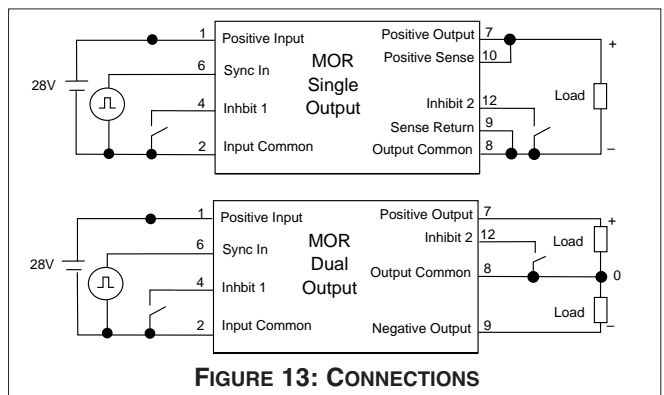 1 Positive Input
Positive Output 7
Positive Sense 10
6 Sync In
MOR
Single
Output
28V
4 Inhbit 1
Inhibit 2 12
Sense Return 9
2 Input Common
Output Common 8
+
Load
–
1 Positive Input
Positive Output 7
Inhibit 2 12
6 Sync In
MOR
Dual
Output
28V
4 Inhbit 1
Output Common 8
2 Input Common
Negative Output 9
+
Load
0
Load
–
FIGURE 13: CONNECTIONS